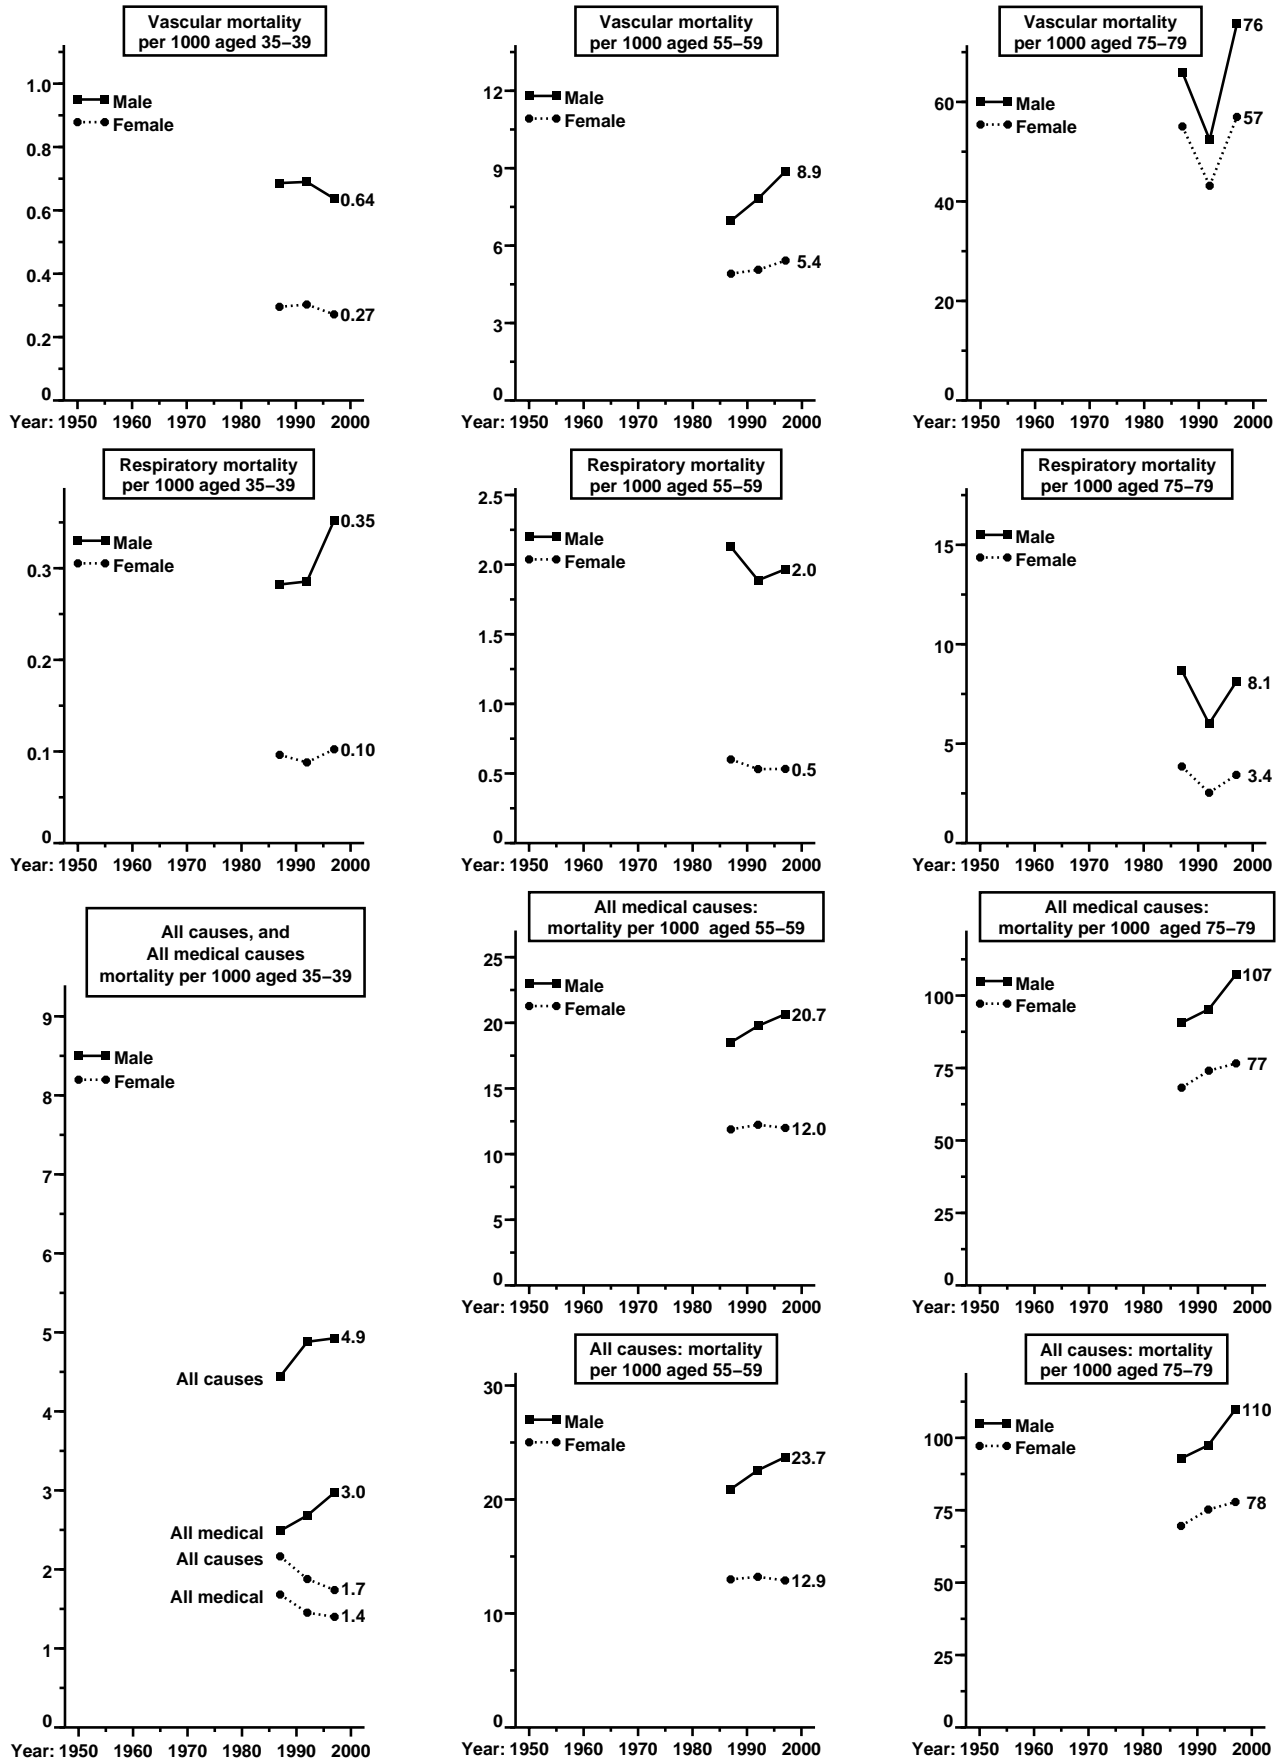 Vascular mortality
per 1000 aged 35–39
1.0
0.8
0.6
0.4
0.2
0
Male
Female
0.64
0.27
Year: 1950 1960 1970 1980 1990 2000
Vascular mortality
per 1000 aged 55–59
12
9
6
3
0
Male
Female
8.9
5.4
Year: 1950 1960 1970 1980 1990 2000
Vascular mortality
per 1000 aged 75–79
60
40
20
0
Male
Female
76
57
Year: 1950 1960 1970 1980 1990 2000
Respiratory mortality
per 1000 aged 35–39
0.3
0.2
0.1
0
Male
Female
0.35
0.10
Year: 1950 1960 1970 1980 1990 2000
Respiratory mortality
per 1000 aged 55–59
2.5
2.0
1.5
1.0
0.5
0
Male
Female
2.0
0.5
Year: 1950 1960 1970 1980 1990 2000
Respiratory mortality
per 1000 aged 75–79
15
10
5
0
Male
Female
8.1
3.4
Year: 1950 1960 1970 1980 1990 2000
All causes, and
All medical causes
mortality per 1000 aged 35–39
9
8
7
6
5
4
3
2
1
0
Male
Female
All causes
4.9
All medical
3.0
All causes
1.7
All medical
1.4
Year: 1950 1960 1970 1980 1990 2000
All medical causes:
mortality per 1000 aged 55–59
25
20
15
10
5
0
Male
Female
20.7
12.0
Year: 1950 1960 1970 1980 1990 2000
All medical causes:
mortality per 1000 aged 75–79
100
75
50
25
0
Male
Female
107
77
Year: 1950 1960 1970 1980 1990 2000
All causes: mortality
per 1000 aged 55–59
30
20
10
0
Male
Female
23.7
12.9
Year: 1950 1960 1970 1980 1990 2000
All causes: mortality
per 1000 aged 75–79
100
75
50
25
0
Male
Female
110
78
Year: 1950 1960 1970 1980 1990 2000